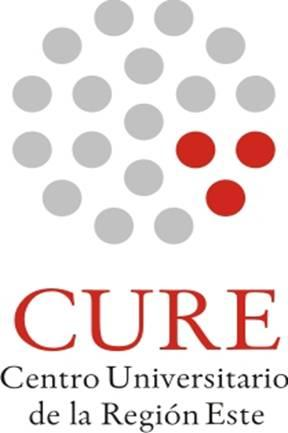 CURE
Centro Universitario
de la Región Este